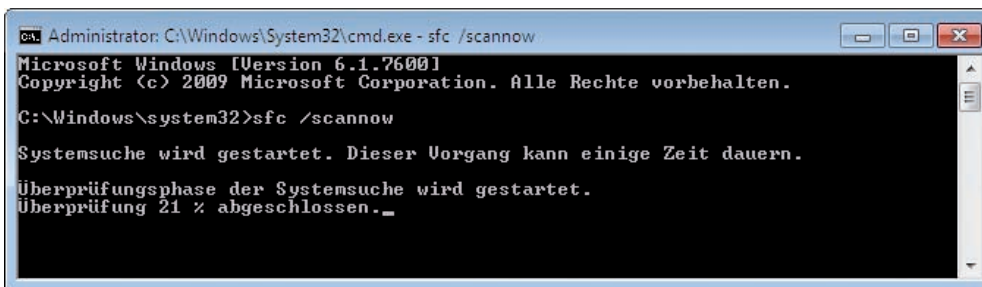 Administrator: C:\Windows\System32\cmd.exe - sfc /scannow
Microsoft Windows [Version 6.1.7600]
Copyright (c) 2009 Microsoft Corporation. Alle Rechte vorbehalten.
C:\Windows\system32>sfc /scannow
Systemsuche wird gestartet. Dieser Vorgang kann einige Zeit dauern.
Überprüfungsphase der Systemsuche wird gestartet.
Überprüfung 21 % abgeschlossen._